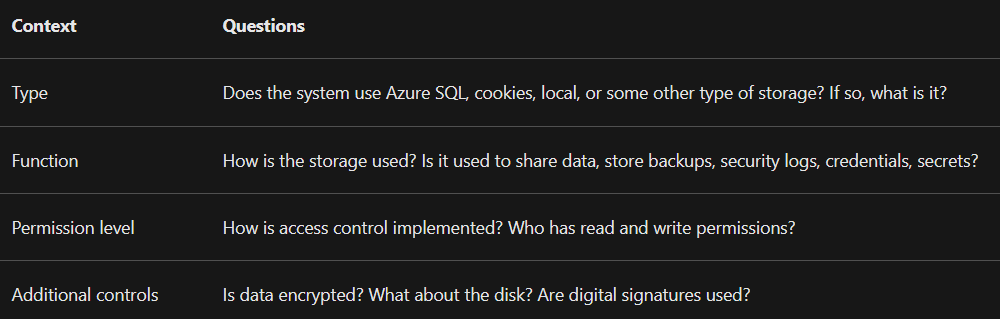 Context Questions
Type Does the system use Azure SQL, cookies, local, or some other type of storage? If so, what is it?
Function How is the storage used? Is it used to share data, store backups, security logs, credentials, secrets?
Permission level How is access control implemented? Who has read and write permissions?
Additional controls Is data encrypted? What about the disk? Are digital signatures used?